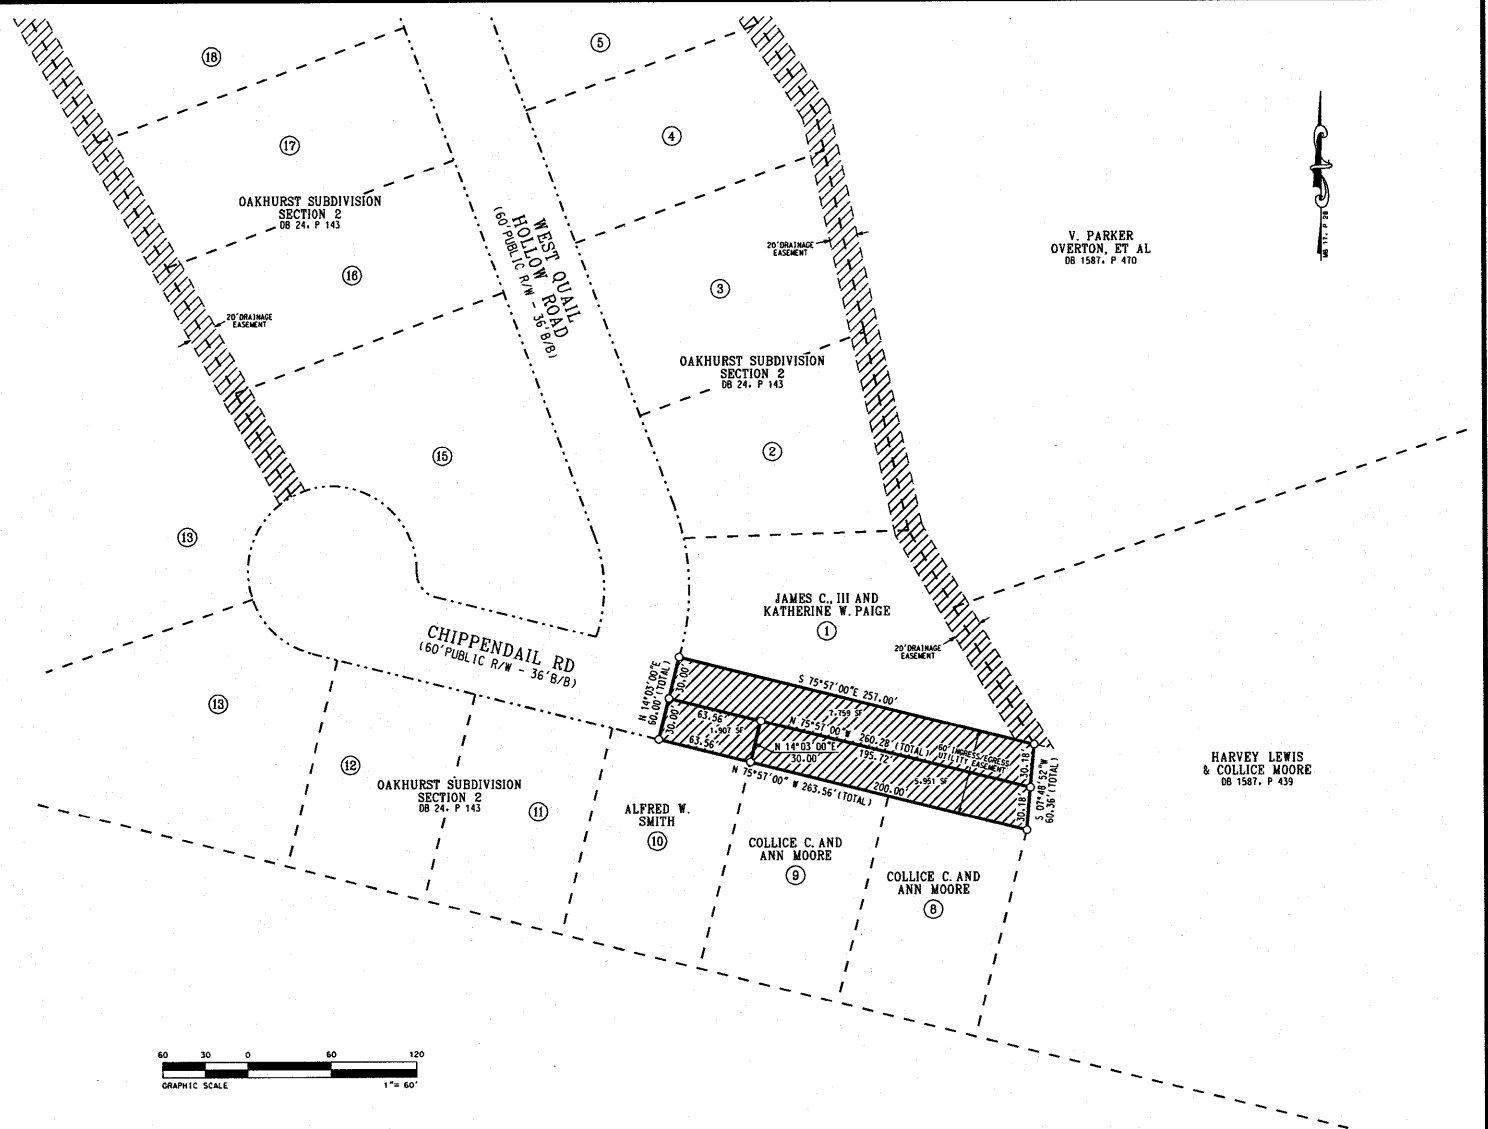 18
5
4
17
OAKHURST SUBDIVISION
SECTION 2
DB 24, P 143
WEST QUAIL
HOLLOW ROAD
(60'PUBLIC R/W - 36'B/B)
MB 17, P 28
V. PARKER
OVERTON, ET AL
DB 1587, P 470
20'DRAINAGE
EASEMENT
16
3
20'DRAINAGE
EASEMENT
OAKHURST SUBDIVISION
SECTION 2
DB 24, P 143
15
2
13
JAMES C., III AND
KATHERINE W. PAIGE
1
CHIPPENDAIL RD
(60'PUBLIC R/W - 36'B/B)
20'DRAINAGE
EASEMENT
N 14°03'00"E
60.00'(TOTAL)
30.00'
30.00'
S 75°57'00"E 257.00'
7,759 SF
13
63.56'
1,907 SF
63.56'
N 75°57'00"W 260.28'(TOTAL)
195.72'
60' INGRESS/EGRESS
UTILITY EASEMENT
N 14°03'00"E
30.00'
5,951 SF
200.00'
30.18'
30.18'
S 07°48'52"W
60.36'(TOTAL)
N 75°57'00" W 263.56'(TOTAL)
12
OAKHURST SUBDIVISION
SECTION 2
DB 24, P 143
11
ALFRED W.
SMITH
10
COLLICE C. AND
ANN MOORE
9
COLLICE C. AND
ANN MOORE
8
HARVEY LEWIS
& COLLICE MOORE
DB 1587, P 439
60 30 0 60 120
GRAPHIC SCALE 1"= 60'